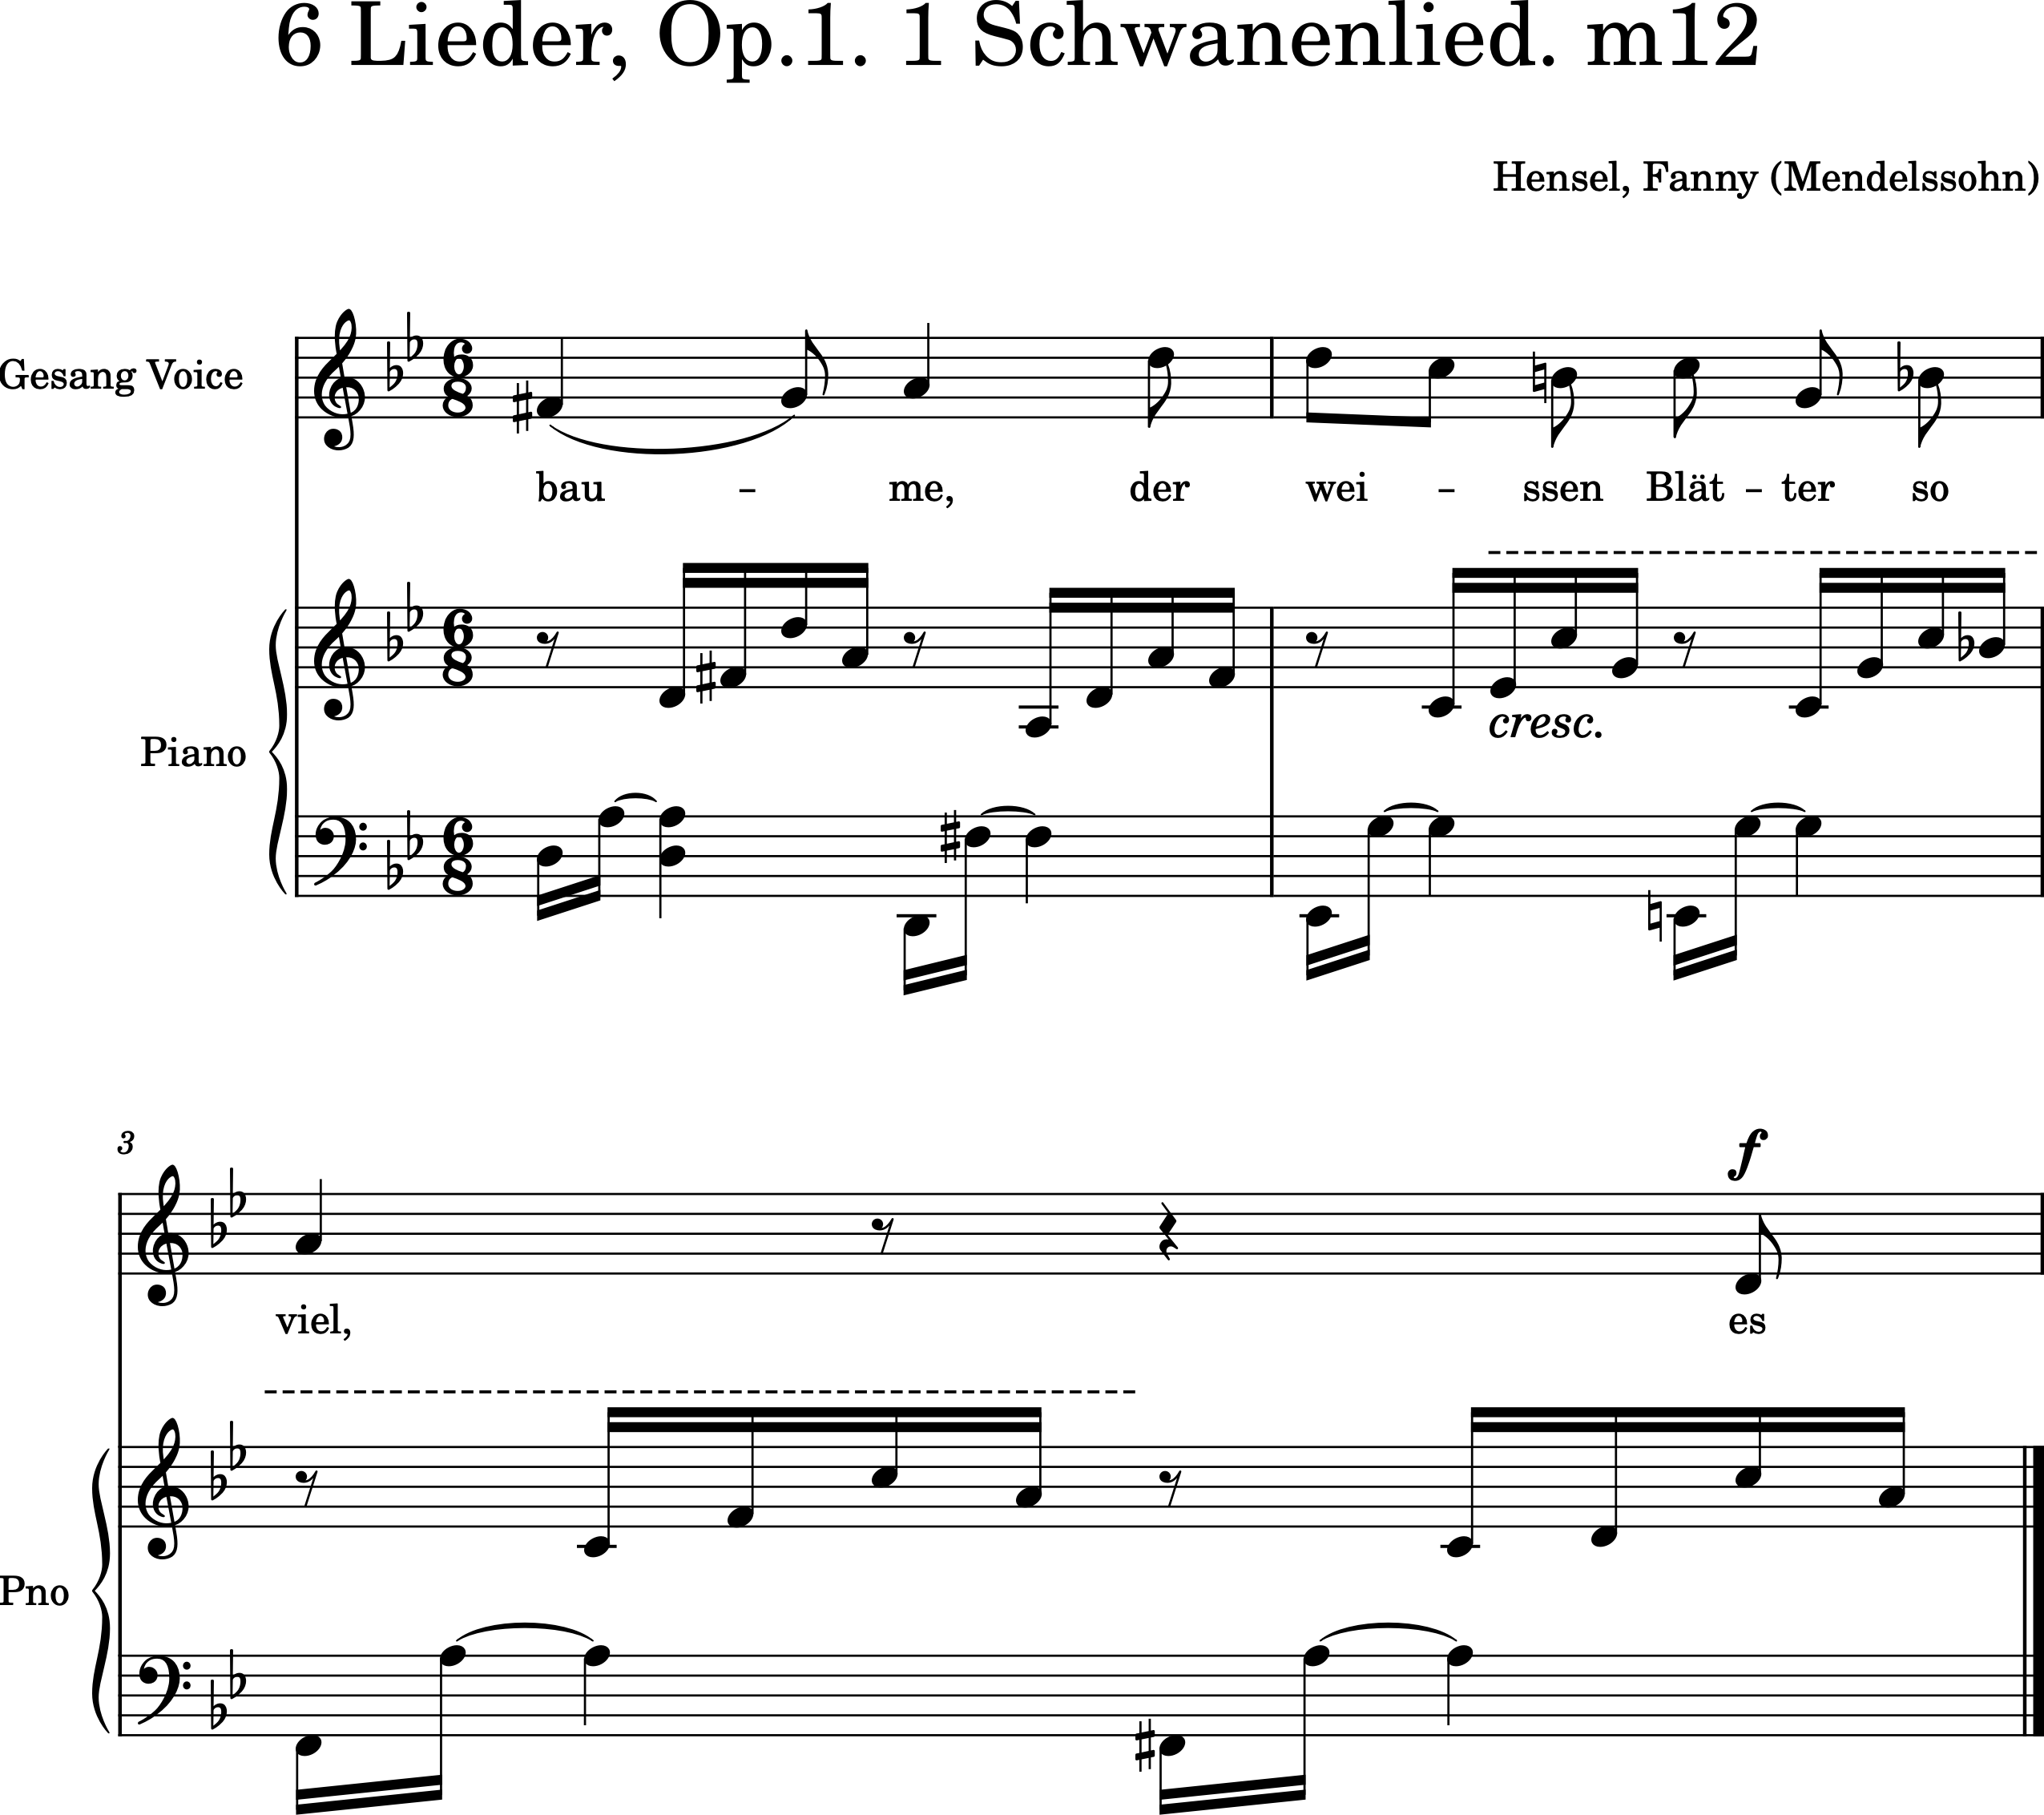 6 Lieder, Op.1. 1 Schwanenlied. m12
Hensel, Fanny (Mendelssohn)
Gesang Voice
bau - me, der wei - ssen Blät - ter so
cresc.
Piano
3
f
viel, es
Pno